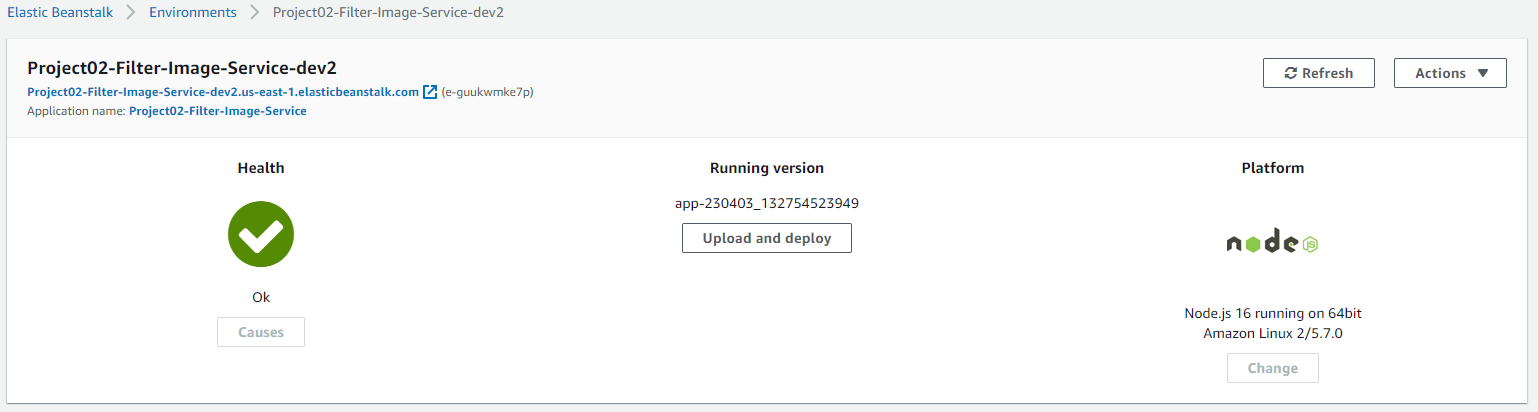 Elastic Beanstalk > Environments > Project02-Filter-Image-Service-dev2
Project02-Filter-Image-Service-dev2
Refresh
Actions
Project02-Filter-Image-Service-dev2.us-east-1.elasticbeanstalk.com (e-guukwmke7p)
Application name: Project02-Filter-Image-Service
Health
Ok
Causes
Running version
app-230403_132754523949
Upload and deploy
Platform
node JS
Node.js 16 running on 64bit
Amazon Linux 2/5.7.0
Change